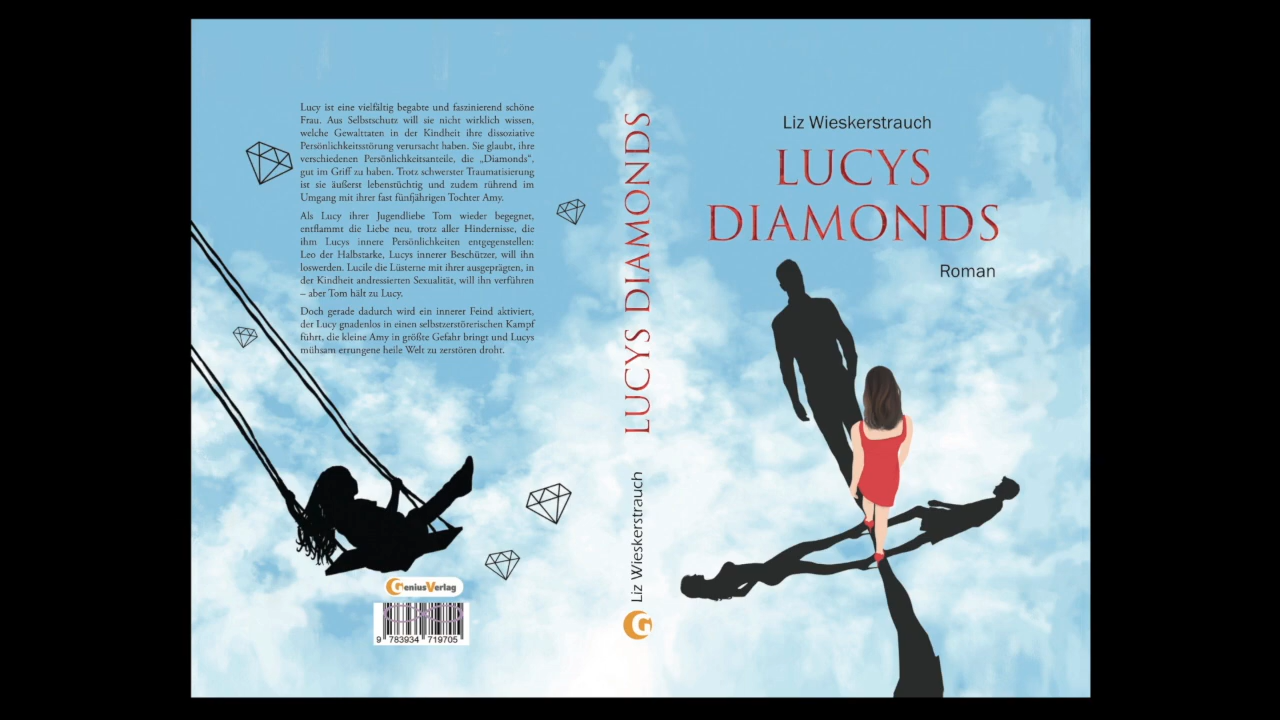 Lucy ist eine vielfältig begabte und faszinierend schöne
Frau. Aus Selbstschutz will sie nicht wirklich wissen,
welche Gewalttaten in der Kindheit ihre dissoziative
Persönlichkeitsstörung verursacht haben. Sie glaubt, ihre
verschiedenen Persönlichkeitsanteile, die „Diamonds“,
gut im Griff zu haben. Trotz schwerster Traumatisierung
ist sie äußerst lebenstüchtig und zudem rührend im
Umgang mit ihrer fast fünfjährigen Tochter Amy.
Als Lucy ihrer Jugendliebe Tom wieder begegnet,
entflammt die Liebe neu, trotz aller Hindernisse, die
ihm Lucys innere Persönlichkeiten entgegenstellen:
Leo der Halbstarke, Lucys innerer Beschützer, will ihn
loswerden. Lucile die Lüsterne mit ihrer ausgeprägten, in
der Kindheit andressierten Sexualität, will ihn verführen
– aber Tom hält zu Lucy.
Doch gerade dadurch wird ein innerer Feind aktiviert,
der Lucy gnadenlos in einen selbstzerstörerischen Kampf
führt, die kleine Amy in größte Gefahr bringt und Lucys
mühsam errungene heile Welt zu zerstören droht.
GeniusVerlag
9 783934 719705
LUCYS DIAMONDS
Liz Wieskerstrauch
G
Liz Wieskerstrauch
LUCYS
DIAMONDS
Roman